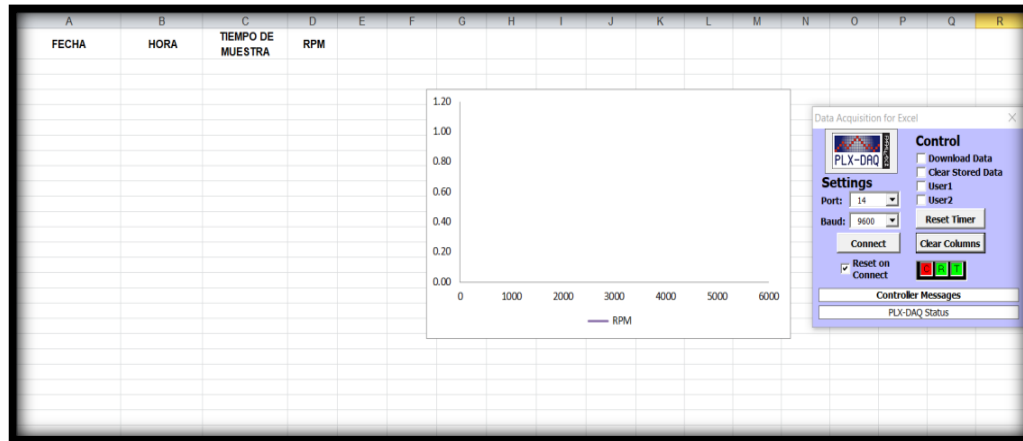 A B C D E F G H I J K L M N O P Q R
FECHA HORA TIEMPO DE MUESTRA RPM
1.20
1.00
0.80
0.60
0.40
0.20
0.00
0 1000 2000 3000 4000 5000 6000
RPM
Data Acquisition for Excel
PLX-DAQ
Control
Download Data
Clear Stored Data
User1
User2
Settings
Port: 14
Baud: 9600
Reset Timer
Connect
Clear Columns
Reset on
Connect
C R T
Controller Messages
PLX-DAQ Status